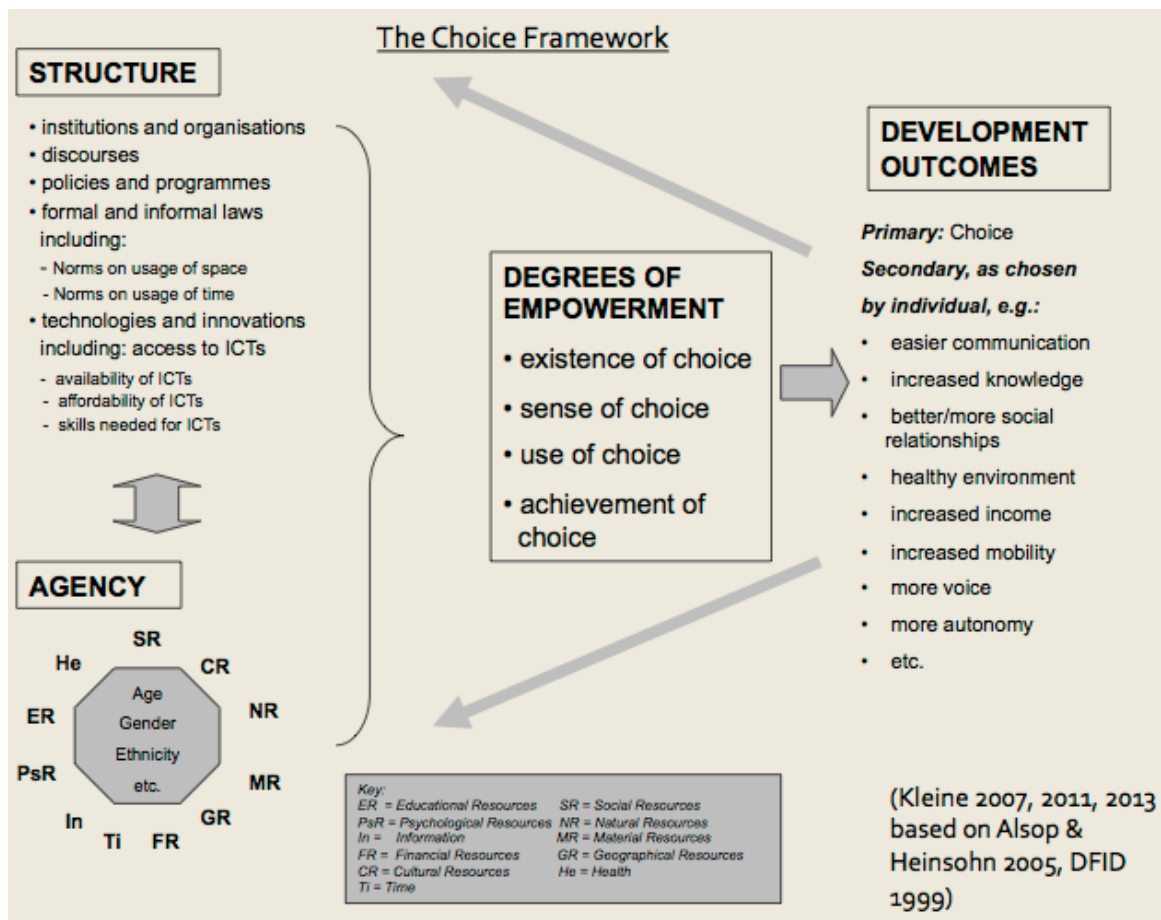 The Choice Framework
STRUCTURE
• institutions and organisations
• discourses
• policies and programmes
• formal and informal laws
including:
- Norms on usage of space
- Norms on usage of time
• technologies and innovations
including: access to ICTs
- availability of ICTs
- affordability of ICTs
- skills needed for ICTs
AGENCY
SR
He
CR
ER
NR
PsR
MR
In
GR
Ti
FR
Age
Gender
Ethnicity
etc.
DEGREES OF
EMPOWERMENT
• existence of choice
• sense of choice
• use of choice
• achievement of
choice
DEVELOPMENT
OUTCOMES
Primary: Choice
Secondary, as chosen
by individual, e.g.:
• easier communication
• increased knowledge
• better/more social
relationships
• healthy environment
• increased income
• increased mobility
• more voice
• more autonomy
• etc.
Key:
ER = Educational Resources SR = Social Resources
PsR = Psychological Resources NR = Natural Resources
In = Information MR = Material Resources
FR = Financial Resources GR = Geographical Resources
CR = Cultural Resources He = Health
Ti = Time
(Kleine 2007, 2011, 2013
based on Alsop &
Heinsohn 2005, DFID
1999)